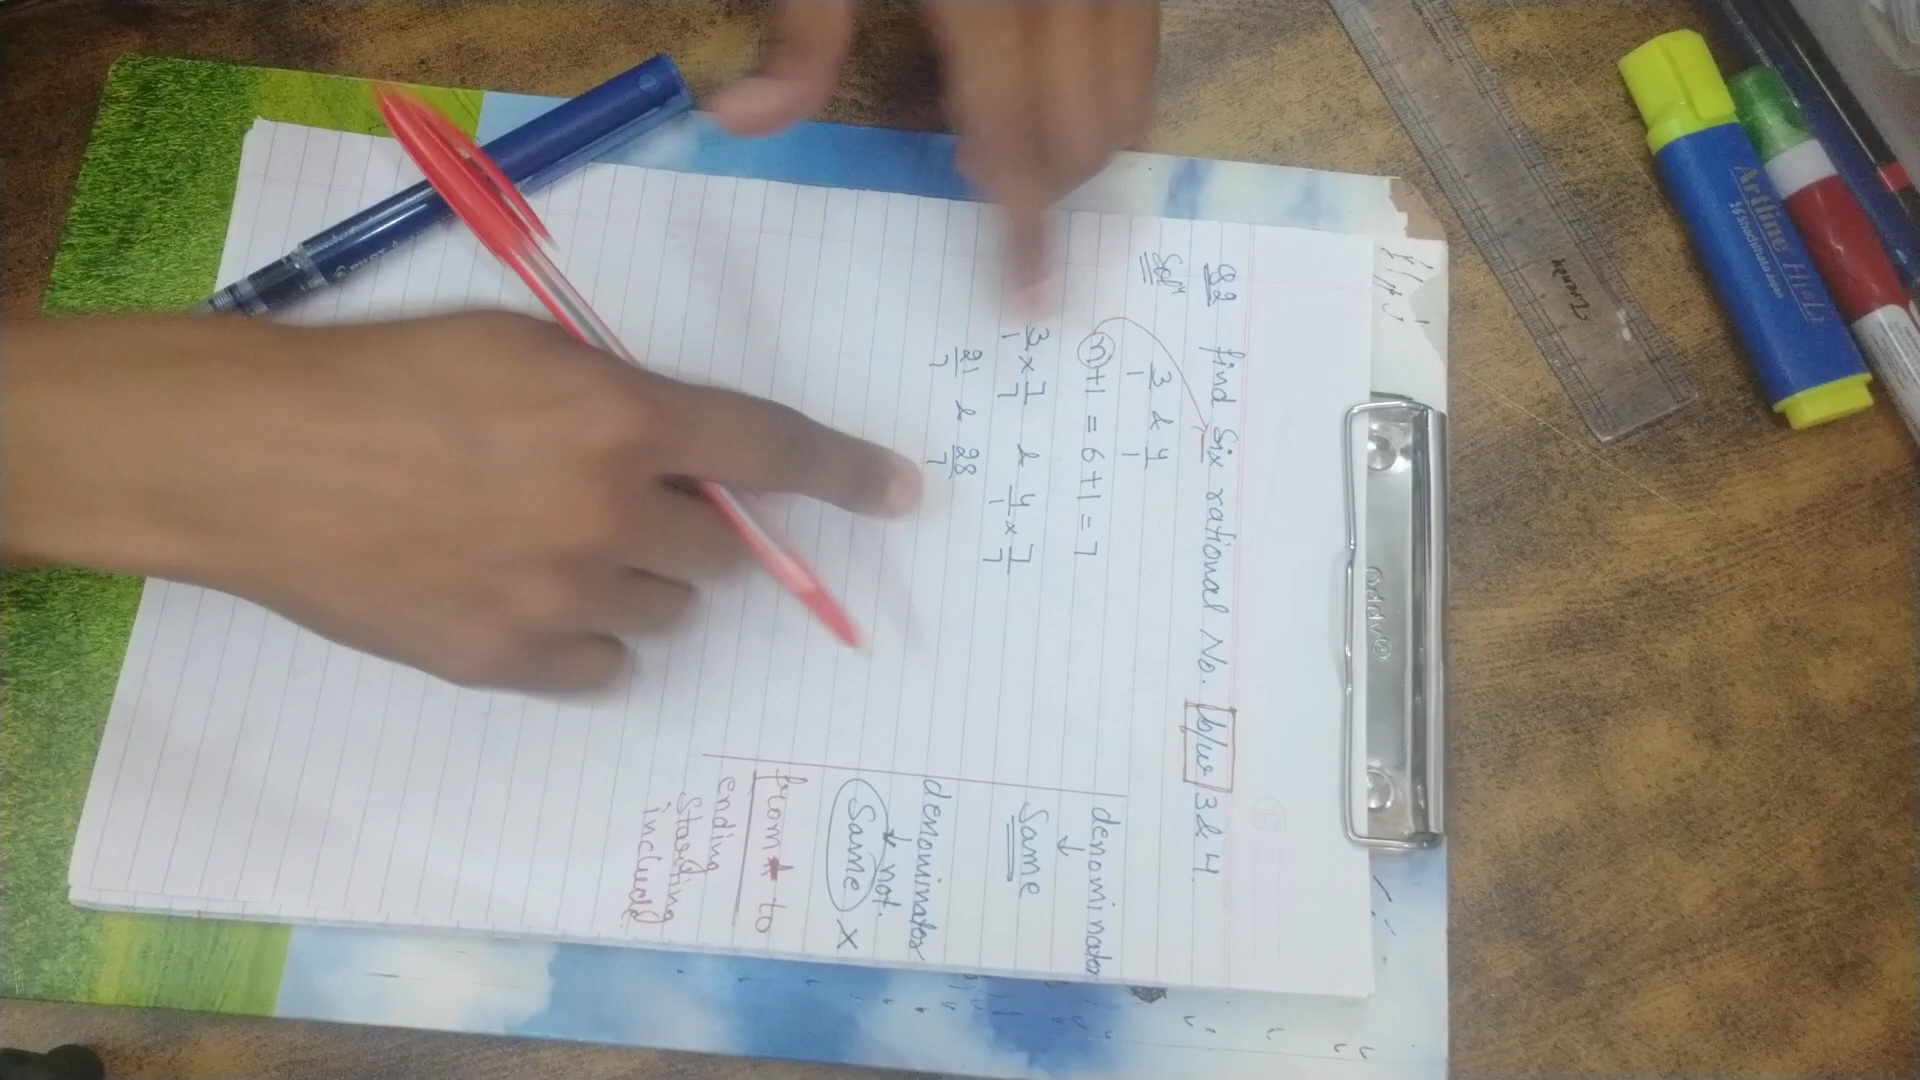 Q2 find Six rational No. b/w 3 & 4.
Solⁿ
3/1 & 4/1
n+1 = 6+1 = 7
3/1 × 7/7 & 4/1 × 7/7
21/7 & 28/7
denominator
↓
Same
denominator
↓ not.
Same ×
from to
ending
Starting
include
Artline